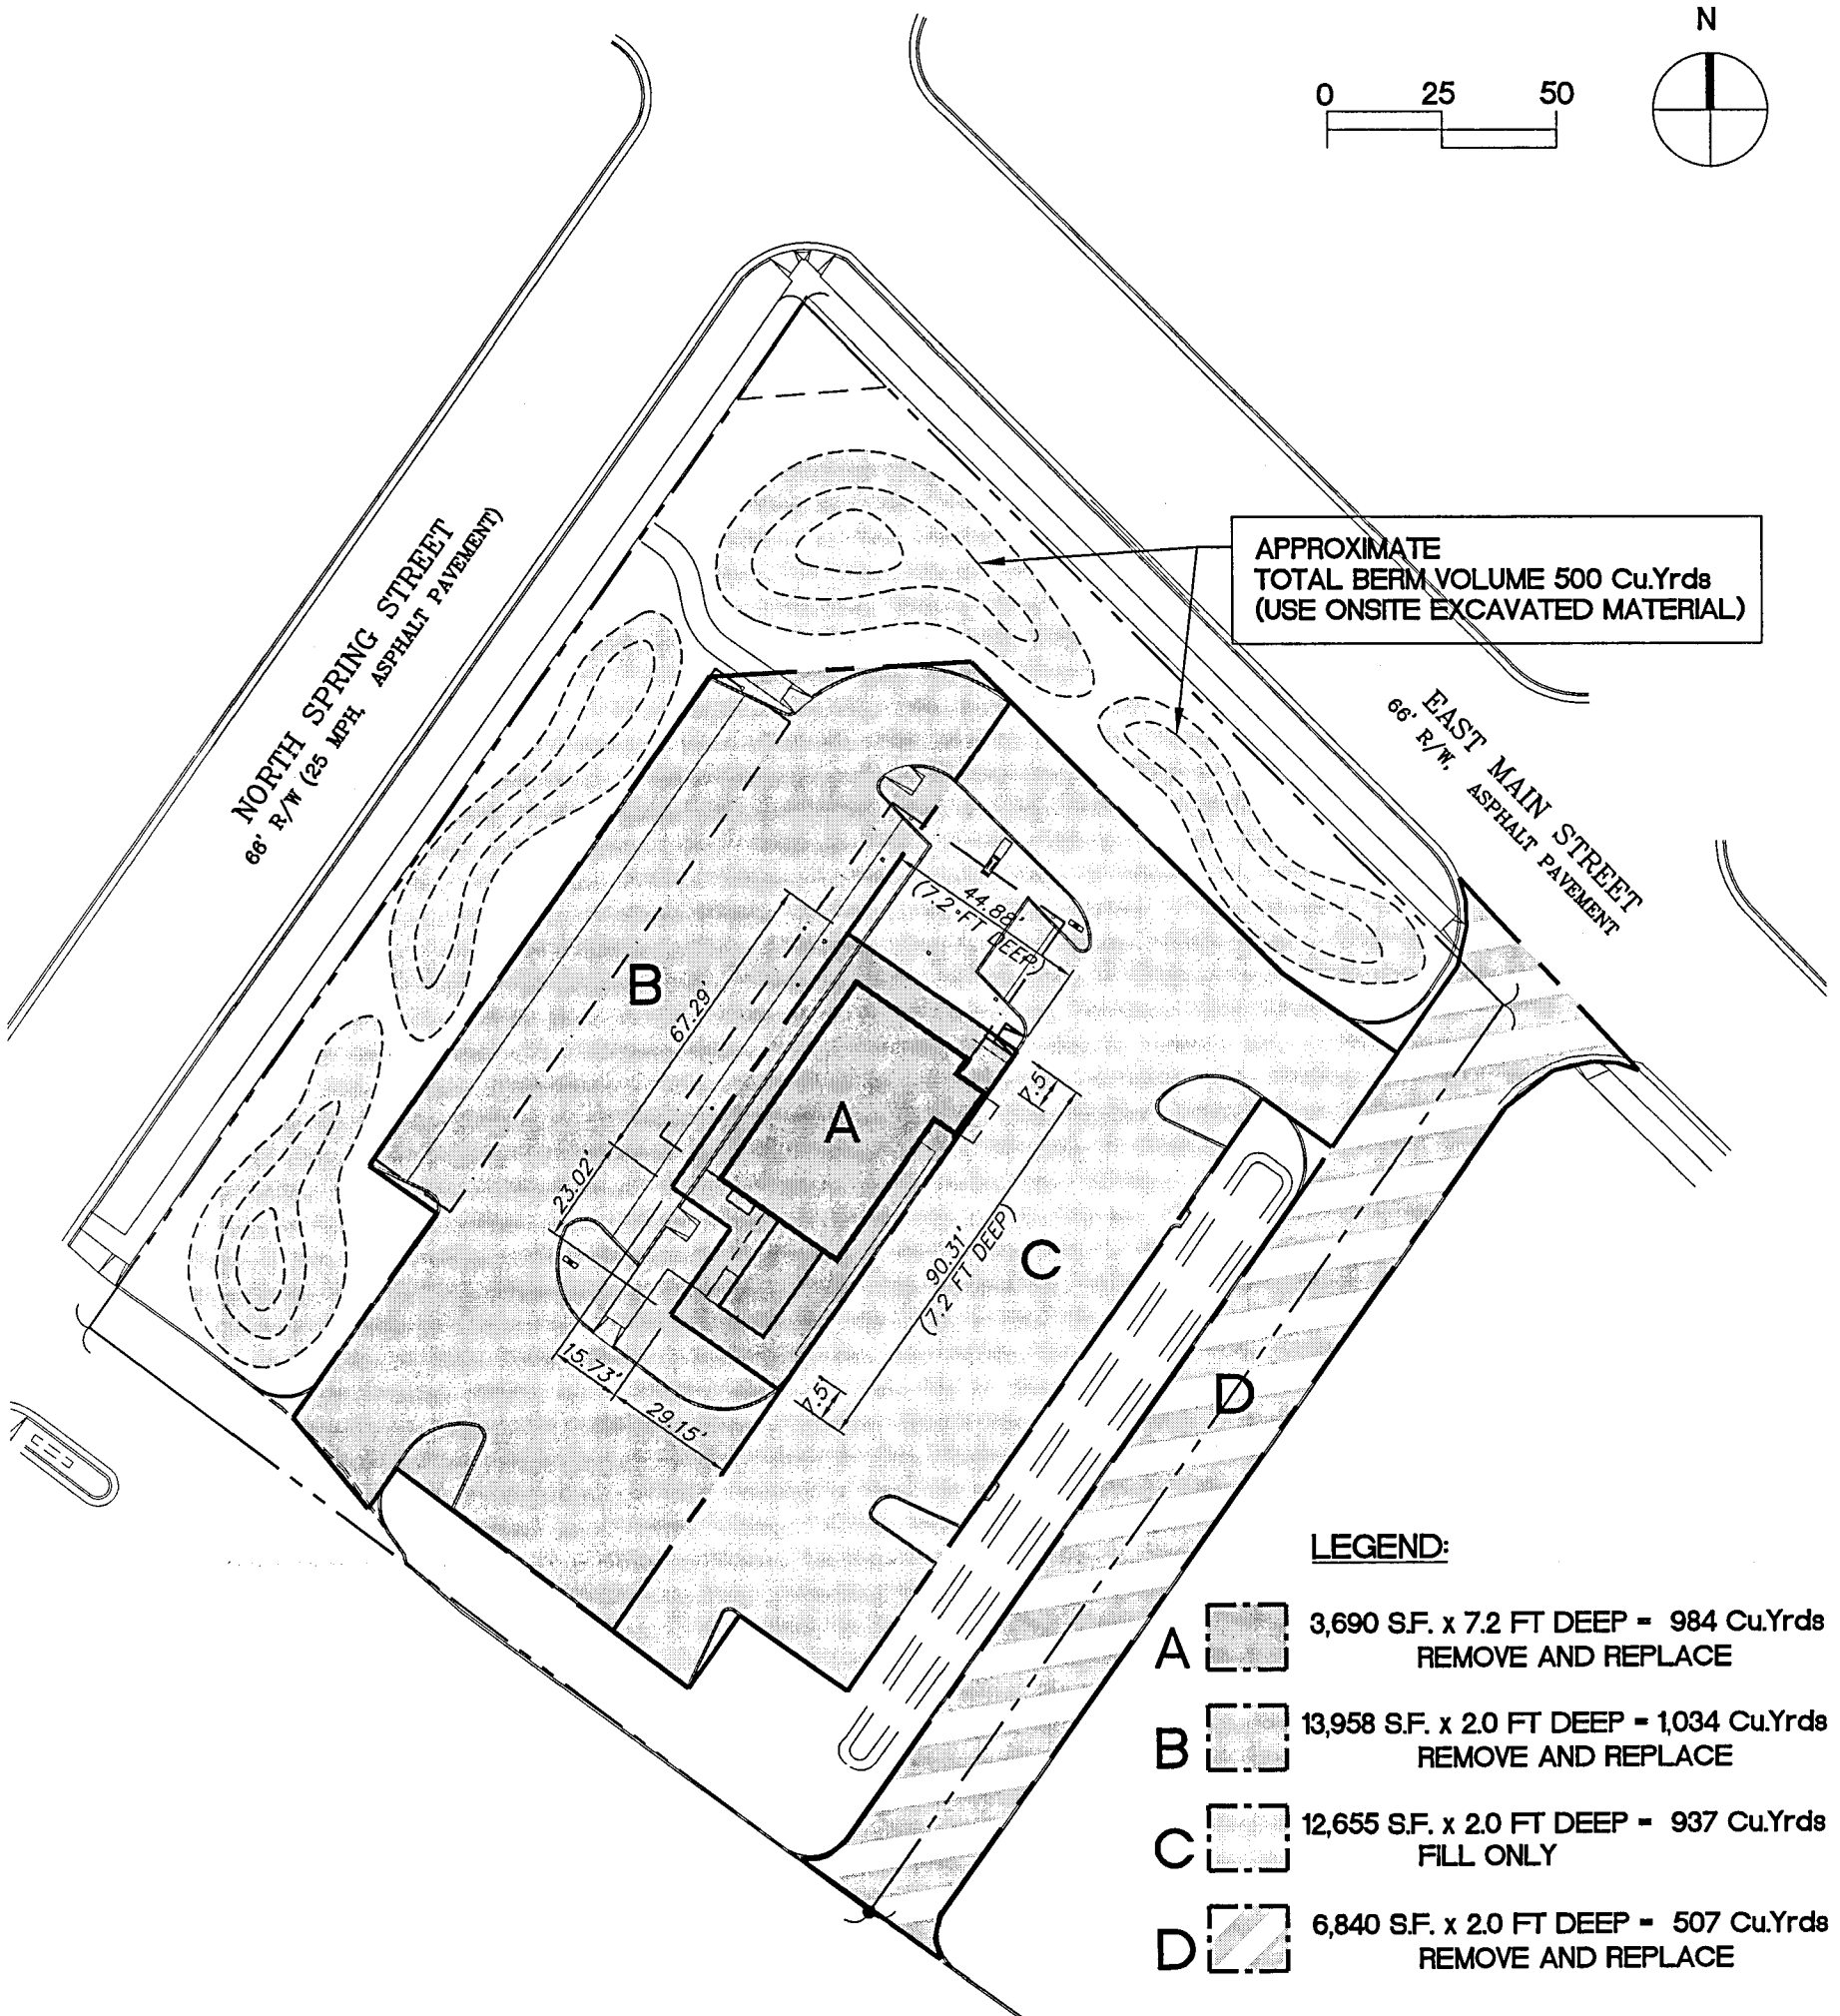 N
0 25 50
NORTH SPRING STREET
66' R/W (25 MPH, ASPHALT PAVEMENT)
APPROXIMATE
TOTAL BERM VOLUME 500 Cu.Yrds
(USE ONSITE EXCAVATED MATERIAL)
EAST MAIN STREET
66' R/W, ASPHALT PAVEMENT
44.88'
(7.2 FT DEEP)
B
67.29'
7.5'
A
23.02'
90.31'
(7.2 FT DEEP)
C
15.73'
29.15'
7.5'
D
LEGEND:
A 3,690 S.F. x 7.2 FT DEEP = 984 Cu.Yrds
REMOVE AND REPLACE
B 13,958 S.F. x 2.0 FT DEEP = 1,034 Cu.Yrds
REMOVE AND REPLACE
C 12,655 S.F. x 2.0 FT DEEP = 937 Cu.Yrds
FILL ONLY
D 6,840 S.F. x 2.0 FT DEEP = 507 Cu.Yrds
REMOVE AND REPLACE